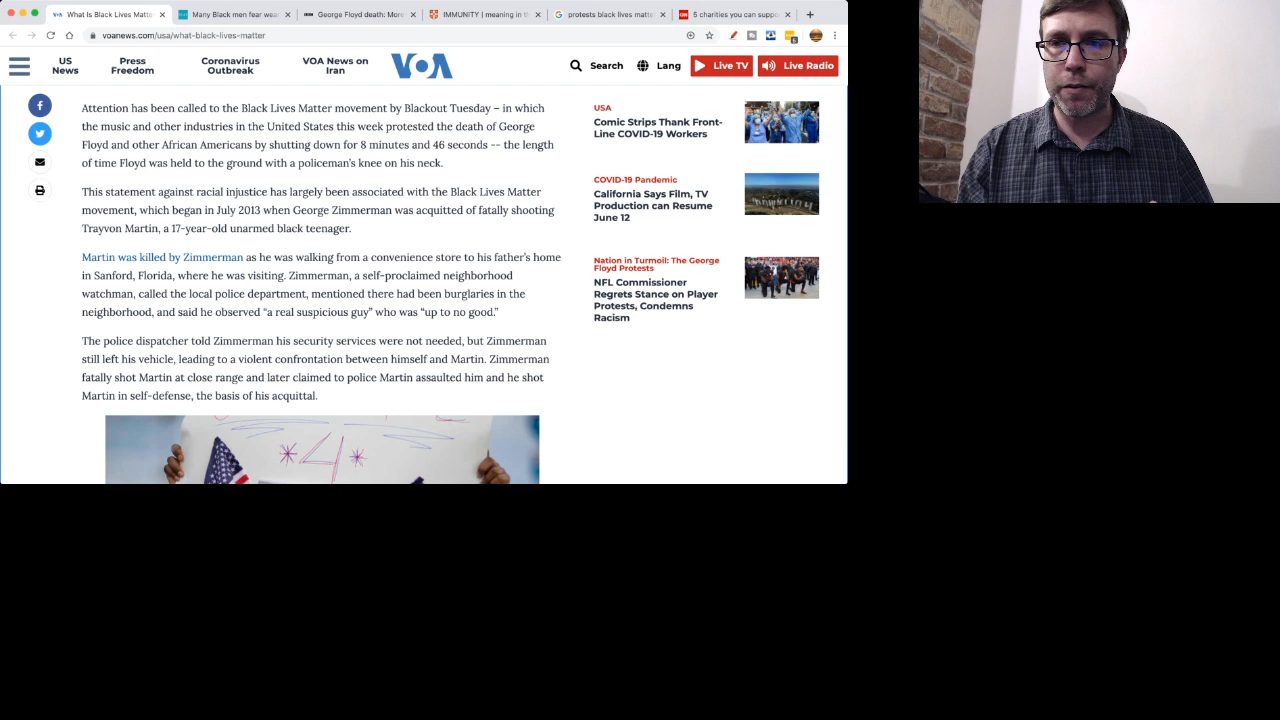 What Is Black Lives Matte
Many Black men fear wea
George Floyd death: More
IMMUNITY | meaning in th
protests black lives matte
5 charities you can suppo
voanews.com/usa/what-black-lives-matter
US News
Press Freedom
Coronavirus Outbreak
VOA News on Iran
VOA
Search
Lang
Live TV
Live Radio
Attention has been called to the Black Lives Matter movement by Blackout Tuesday – in which
the music and other industries in the United States this week protested the death of George
Floyd and other African Americans by shutting down for 8 minutes and 46 seconds -- the length
of time Floyd was held to the ground with a policeman's knee on his neck.
This statement against racial injustice has largely been associated with the Black Lives Matter
movement, which began in July 2013 when George Zimmerman was acquitted of fatally shooting
Trayvon Martin, a 17-year-old unarmed black teenager.
Martin was killed by Zimmerman as he was walking from a convenience store to his father's home
in Sanford, Florida, where he was visiting. Zimmerman, a self-proclaimed neighborhood
watchman, called the local police department, mentioned there had been burglaries in the
neighborhood, and said he observed “a real suspicious guy” who was “up to no good.”
The police dispatcher told Zimmerman his security services were not needed, but Zimmerman
still left his vehicle, leading to a violent confrontation between himself and Martin. Zimmerman
fatally shot Martin at close range and later claimed to police Martin assaulted him and he shot
Martin in self-defense, the basis of his acquittal.
*4*
USA
Comic Strips Thank Front-
Line COVID-19 Workers
COVID-19 Pandemic
California Says Film, TV
Production can Resume
June 12
Nation in Turmoil: The George
Floyd Protests
NFL Commissioner
Regrets Stance on Player
Protests, Condemns
Racism